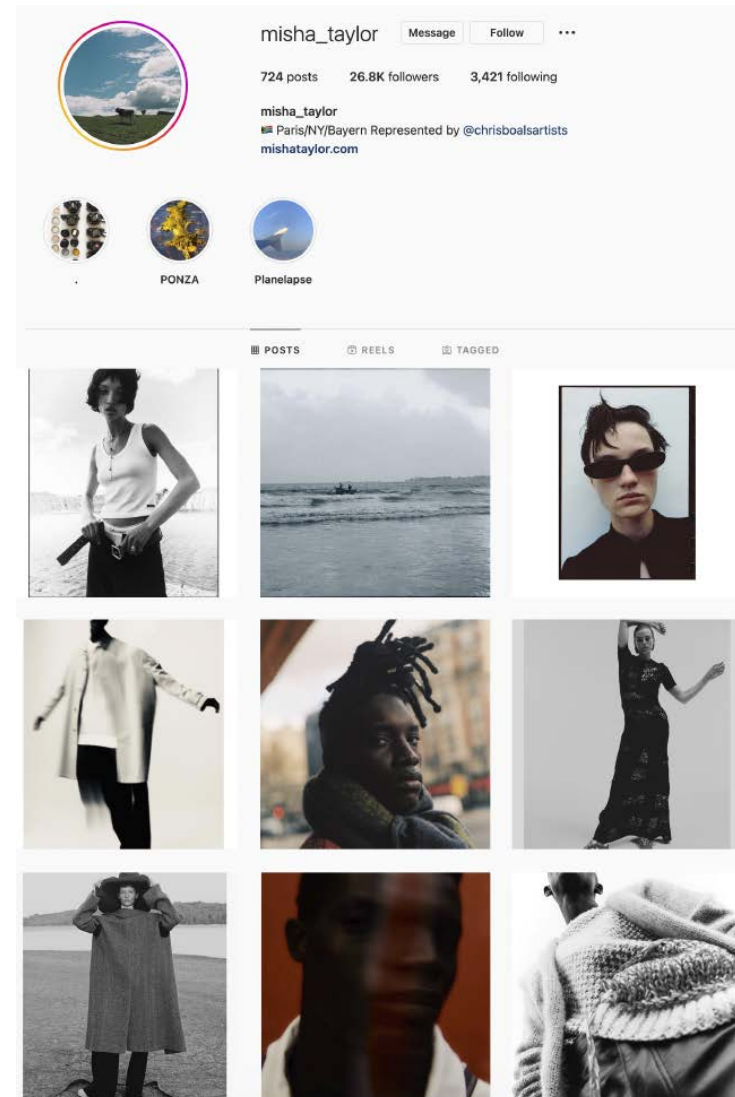 misha_taylor Message Follow ...
724 posts 26.8K followers 3,421 following
misha_taylor
🇿🇦 Paris/NY/Bayern Represented by @chrisboalsartists
mishataylor.com
. PONZA Planelapse
POSTS REELS TAGGED